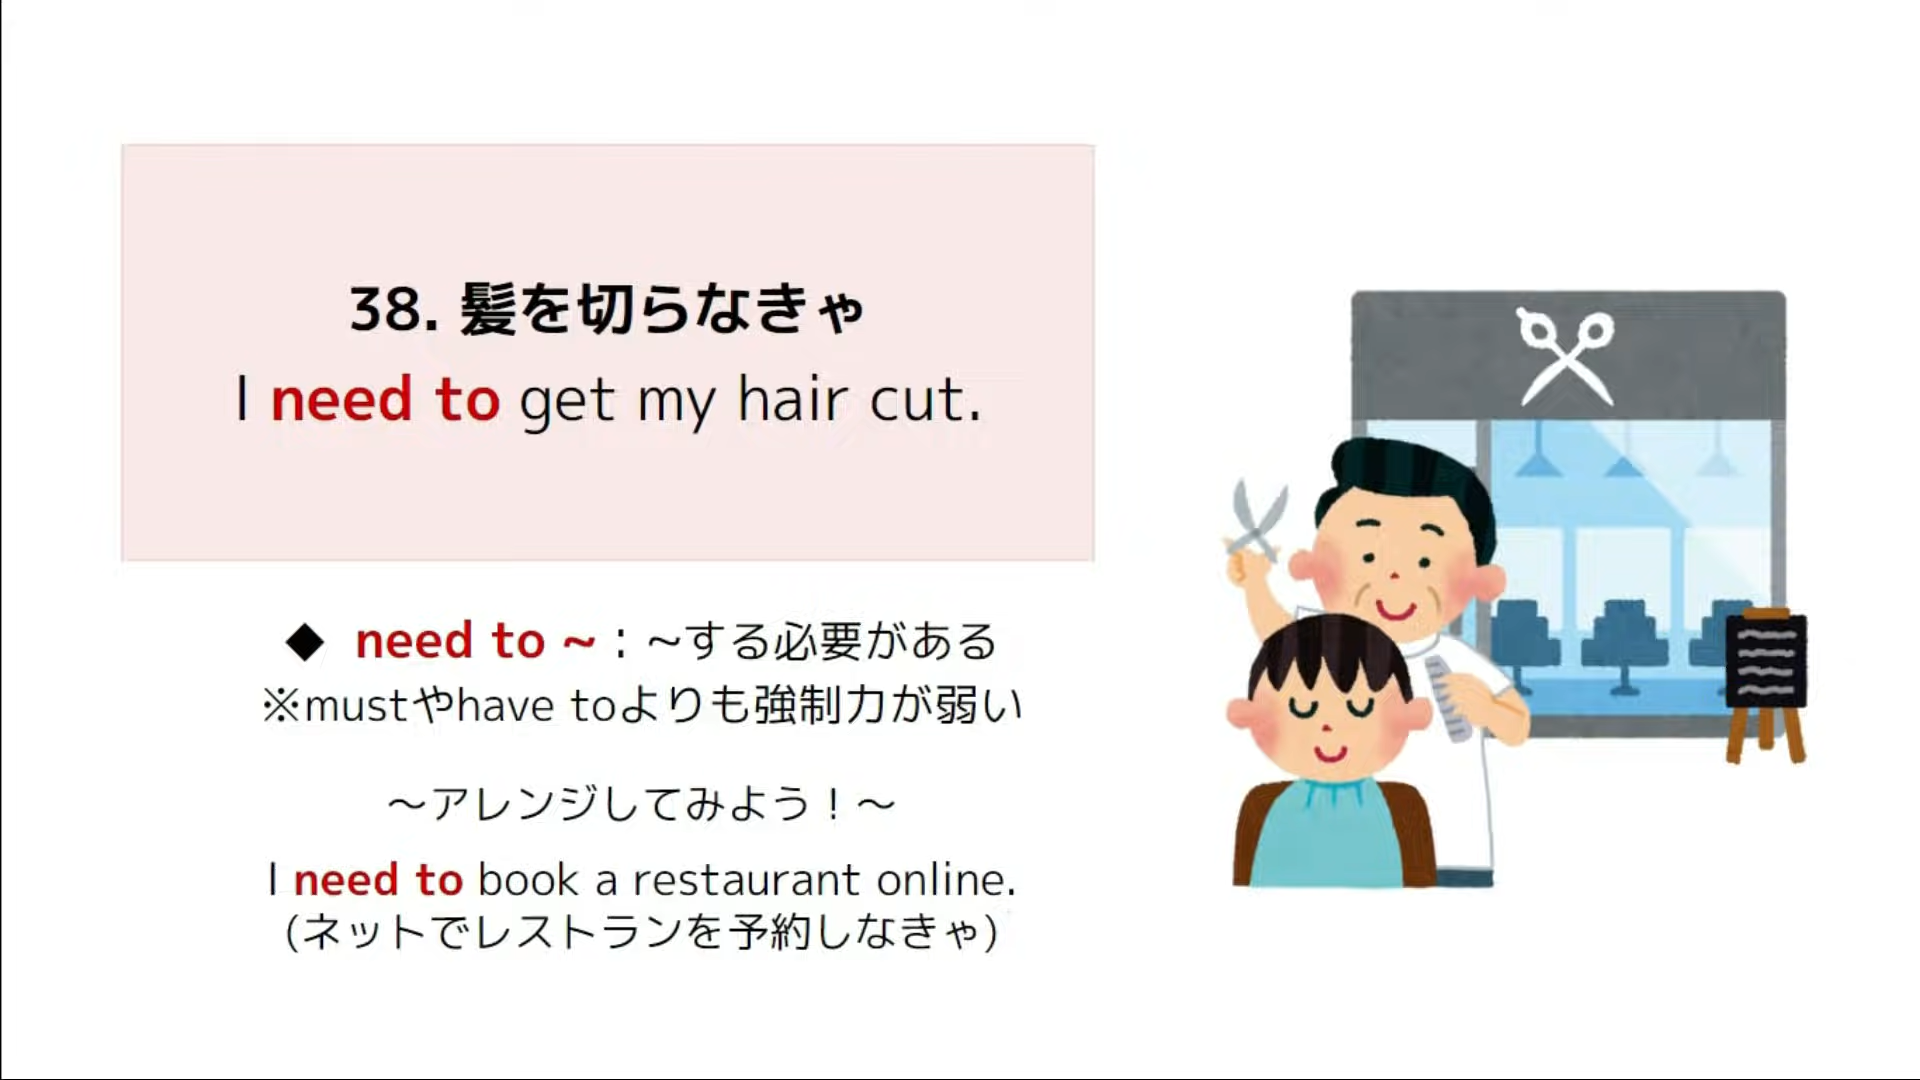 38. 髪を切らなきゃ
I need to get my hair cut.
◆ need to ~ : ~する必要がある
※mustやhave toよりも強制力が弱い
～アレンジしてみよう！～
I need to book a restaurant online.
(ネットでレストランを予約しなきゃ)